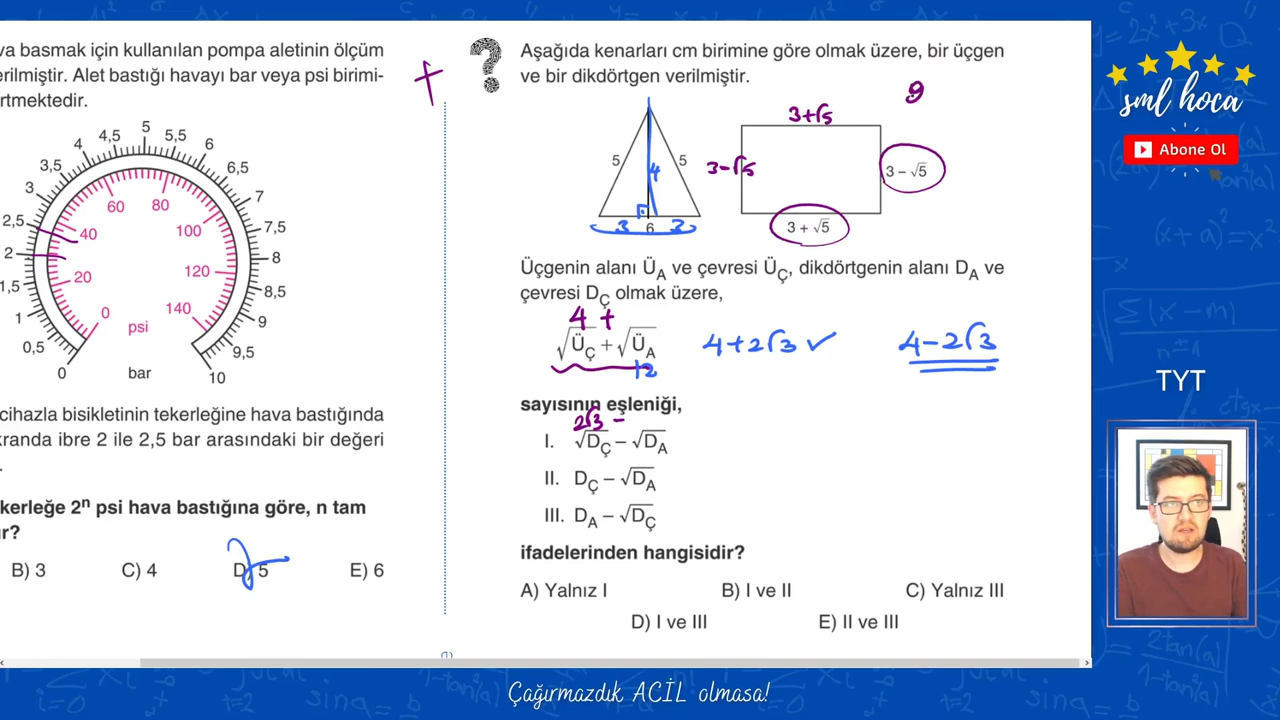 va basmak için kullanılan pompa aletinin ölçüm
erilmiştir. Alet bastığı havayı bar veya psi birimi-
rtmektedir.
0
0,5
1
1,5
2
2,5
3
3,5
4
4,5
5
5,5
6
6,5
7
7,5
8
8,5
9
9,5
10
0
20
40
60
80
100
120
140
psi
bar
cihazla bisikletinin tekerleğine hava bastığında
kranda ibre 2 ile 2,5 bar arasındaki bir değeri
.
kerleğe 2ⁿ psi hava bastığına göre, n tam
ır?
B) 3 C) 4 D) 5 E) 6
?
Aşağıda kenarları cm birimine göre olmak üzere, bir üçgen
ve bir dikdörtgen verilmiştir.
9
3+√5
5 5
4
3-√5
3 – √5
3 6 3
3 + √5
Üçgenin alanı Ü_A ve çevresi Ü_Ç, dikdörtgenin alanı D_A ve
çevresi D_Ç olmak üzere,
4 +
√Ü_Ç + √Ü_A
12
4+2√3 ✓
4-2√3
sayısının eşleniği,
2√3 -
I. √D_Ç – √D_A
II. D_Ç – √D_A
III. D_A – √D_Ç
ifadelerinden hangisidir?
A) Yalnız I B) I ve II C) Yalnız III
D) I ve III E) II ve III
sml hoca
Abone Ol
TYT
Çağırmazdık ACİL olmasa!